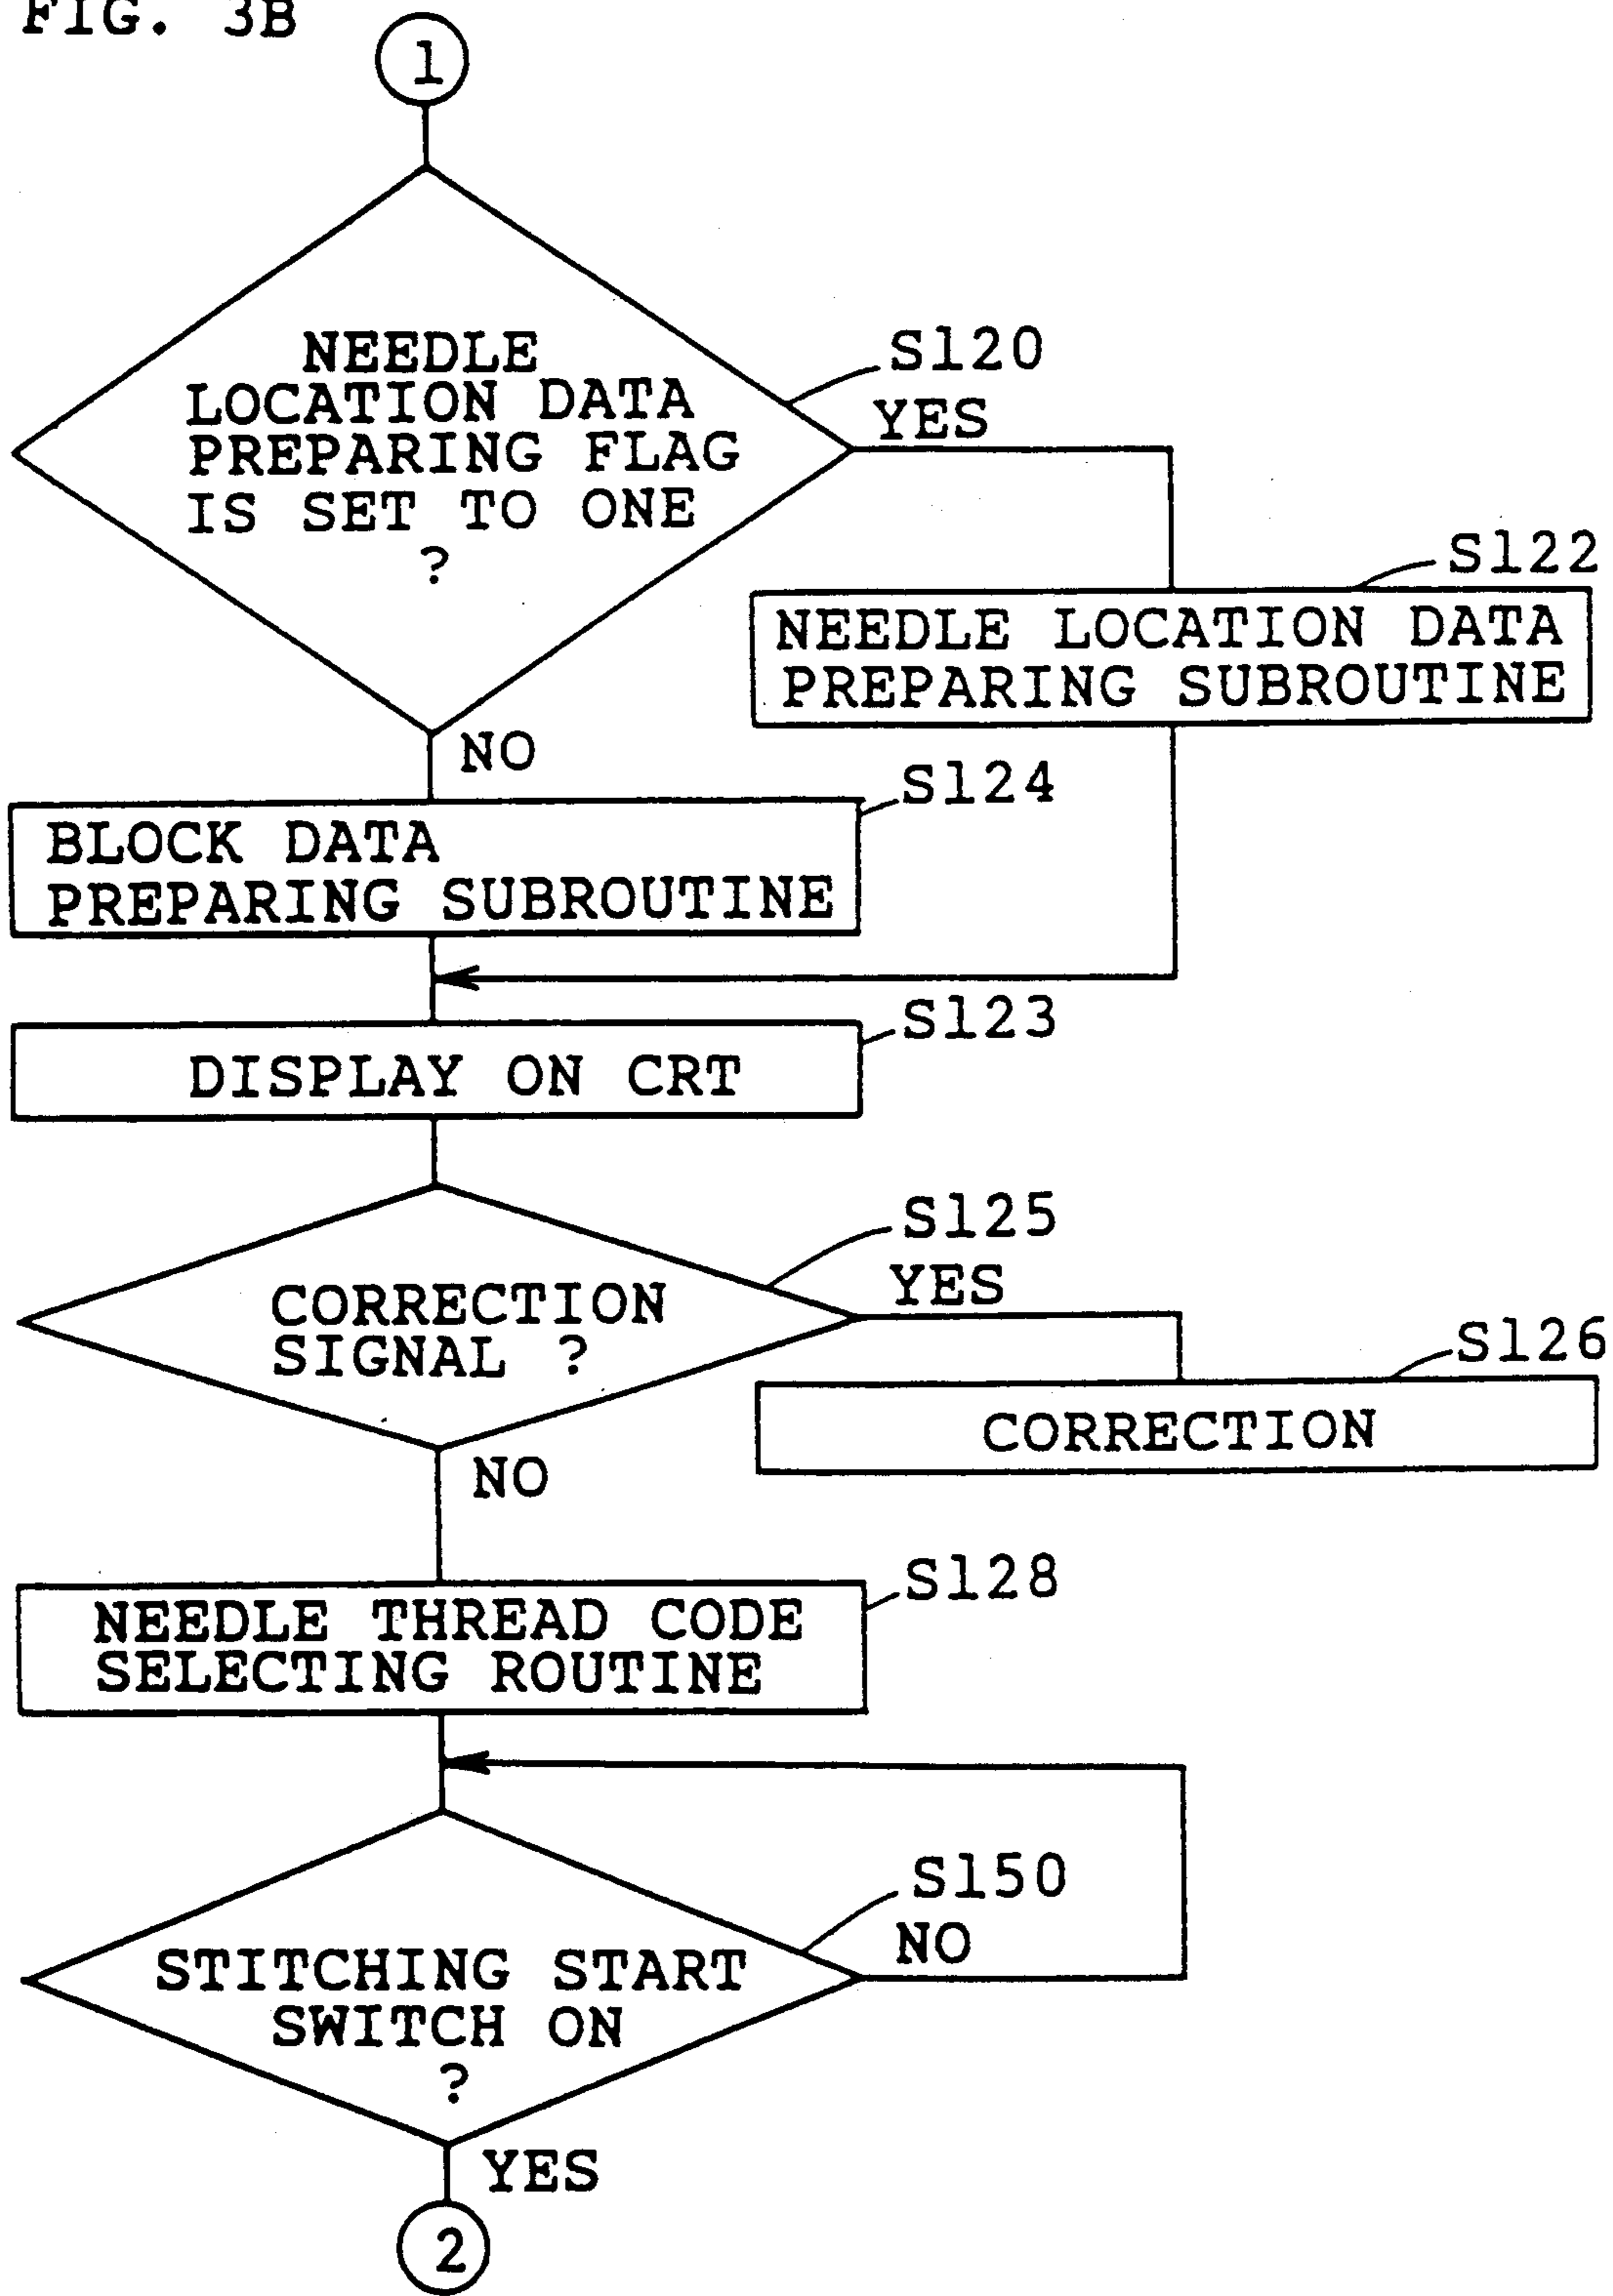 FIG. 3B
1
NEEDLE
LOCATION DATA
PREPARING FLAG
IS SET TO ONE
?
S120
YES
S122
NEEDLE LOCATION DATA
PREPARING SUBROUTINE
NO
S124
BLOCK DATA
PREPARING SUBROUTINE
S123
DISPLAY ON CRT
S125
YES
CORRECTION
SIGNAL ?
S126
CORRECTION
NO
S128
NEEDLE THREAD CODE
SELECTING ROUTINE
S150
NO
STITCHING START
SWITCH ON
?
YES
2